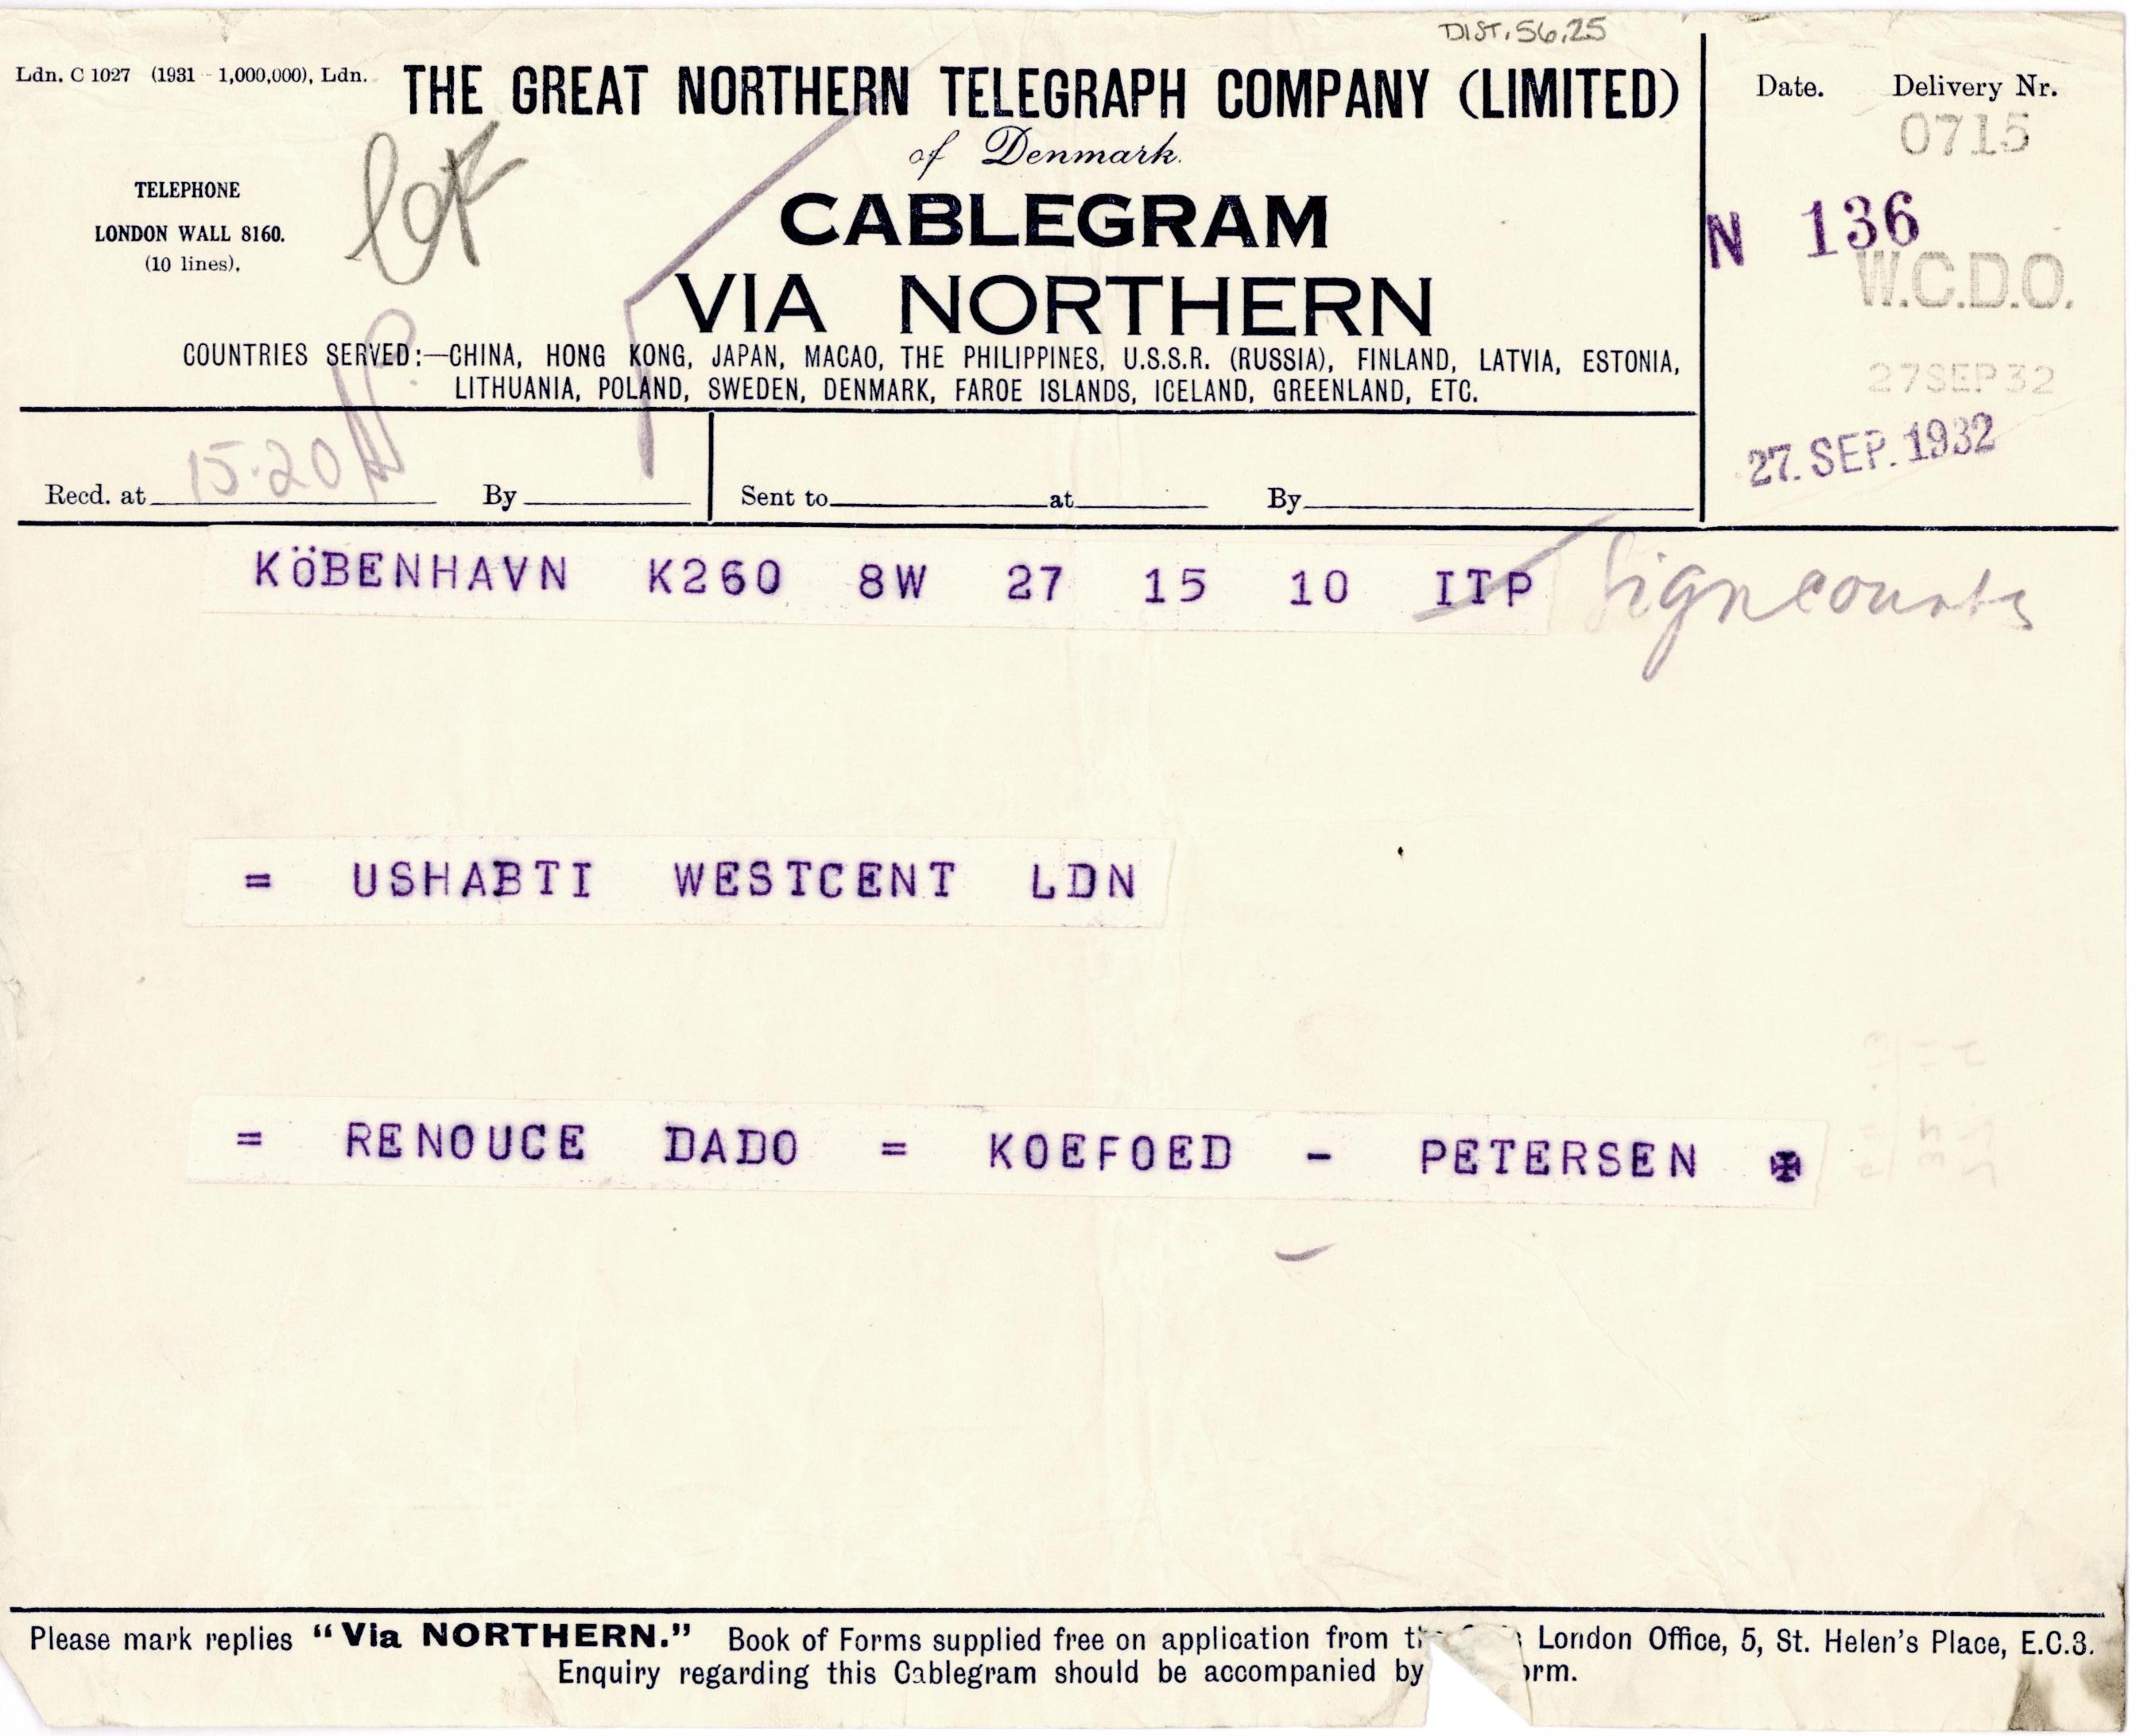 DIST.56.25
Ldn. C 1027 (1931 - 1,000,000), Ldn.
THE GREAT NORTHERN TELEGRAPH COMPANY (LIMITED)
of Denmark.
CABLEGRAM
VIA NORTHERN
TELEPHONE
LONDON WALL 8160.
(10 lines).
COUNTRIES SERVED:—CHINA, HONG KONG, JAPAN, MACAO, THE PHILIPPINES, U.S.S.R. (RUSSIA), FINLAND, LATVIA, ESTONIA,
LITHUANIA, POLAND, SWEDEN, DENMARK, FAROE ISLANDS, ICELAND, GREENLAND, ETC.
Date. Delivery Nr.
0715
N 136
W.C.D.O.
27SEP32
27. SEP. 1932
Recd. at 15.20 By
Sent to at By
KÖBENHAVN K260 8W 27 15 10 ITP
Signcounts
= USHABTI WESTCENT LDN
= RENOUCE DADO = KOEFOED - PETERSEN ✠
Please mark replies "Via NORTHERN." Book of Forms supplied free on application from London Office, 5, St. Helen's Place, E.C.3.
Enquiry regarding this Cablegram should be accompanied by